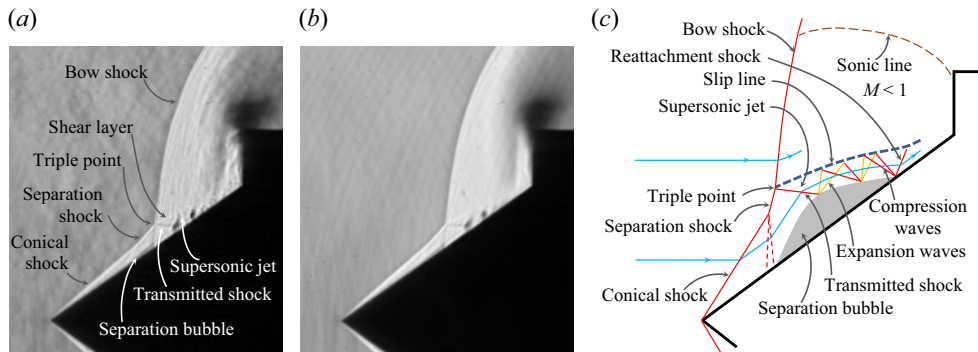 (a)
Bow shock
Shear layer
Triple point
Separation
shock
Conical
shock
Supersonic jet
Transmitted shock
Separation bubble
(b)
(c)
Bow shock
Reattachment shock
Slip line
Supersonic jet
Sonic line
M < 1
Triple point
Separation shock
Conical shock
Compression
waves
Expansion waves
Transmitted shock
Separation bubble